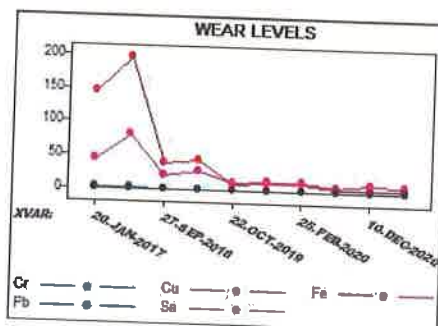 WEAR LEVELS
200
150
100
50
0
XVAR:
20-JAN-2017
27-SEP-2018
22.OCT.2019
25.FEB.2020
10.DEC.2020
Cr
Cu
Fe
Pb